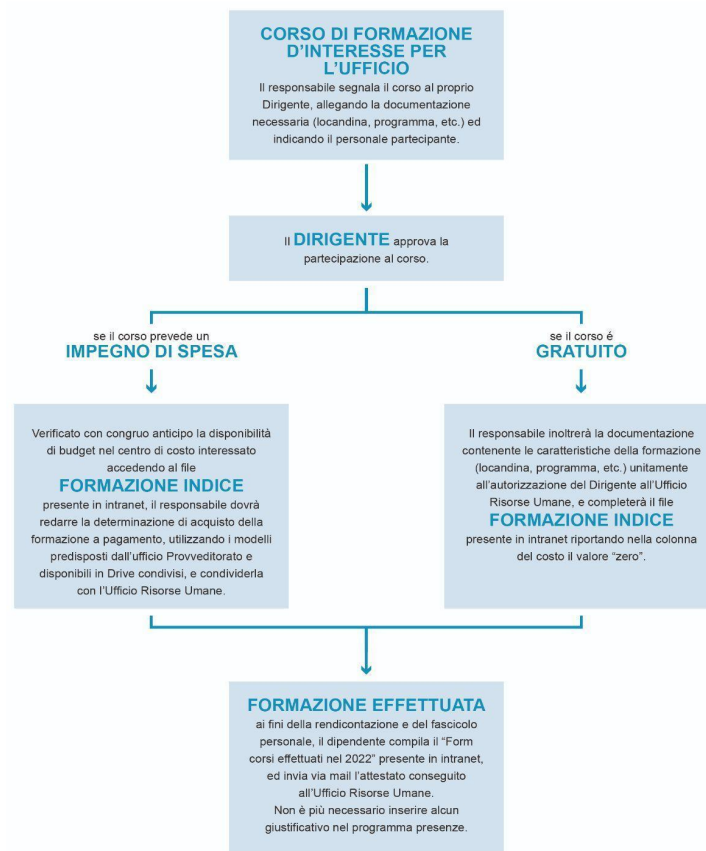 CORSO DI FORMAZIONE
D'INTERESSE PER
L'UFFICIO
Il responsabile segnala il corso al proprio
Dirigente, allegando la documentazione
necessaria (locandina, programma, etc.) ed
indicando il personale partecipante.
Il DIRIGENTE approva la
partecipazione al corso.
se il corso prevede un
IMPEGNO DI SPESA
se il corso é
GRATUITO
Verificato con congruo anticipo la disponibilità
di budget nel centro di costo interessato
accedendo al file
FORMAZIONE INDICE
presente in intranet, il responsabile dovrà
redarre la determinazione di acquisto della
formazione a pagamento, utilizzando i modelli
predisposti dall'ufficio Provveditorato e
disponibili in Drive condivisi, e condividerla
con l'Ufficio Risorse Umane.
Il responsabile inoltrerà la documentazione
contenente le caratteristiche della formazione
(locandina, programma, etc.) unitamente
all'autorizzazione del Dirigente all'Ufficio
Risorse Umane, e completerà il file
FORMAZIONE INDICE
presente in intranet riportando nella colonna
del costo il valore “zero”.
FORMAZIONE EFFETTUATA
ai fini della rendicontazione e del fascicolo
personale, il dipendente compila il “Form
corsi effettuati nel 2022” presente in intranet,
ed invia via mail l'attestato conseguito
all'Ufficio Risorse Umane.
Non è più necessario inserire alcun
giustificativo nel programma presenze.